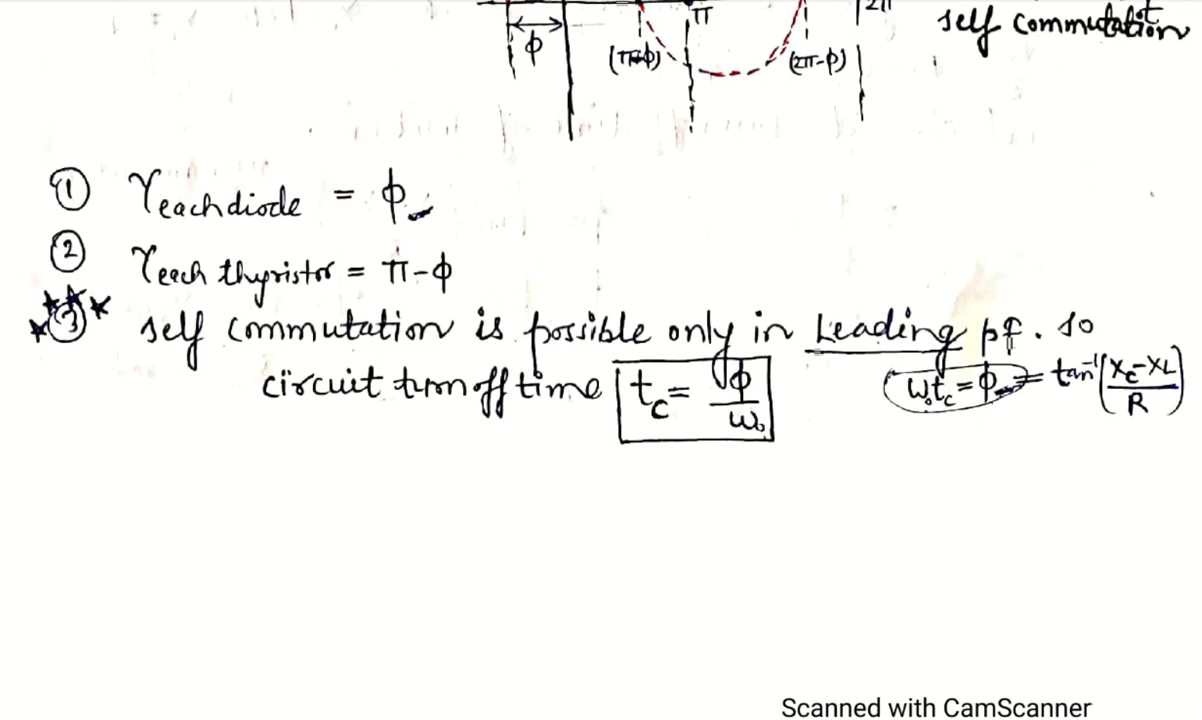 π 2π
self commutation
ϕ (π-ϕ) (2π-ϕ)
① γeach diode = ϕ
② γeach thyristor = π-ϕ
③ self commutation is possible only in Leading pf. so
circuit turn off time tc = ϕ/ω₀ ω₀tc = ϕ = tan⁻¹(Xc-XL/R)
Scanned with CamScanner